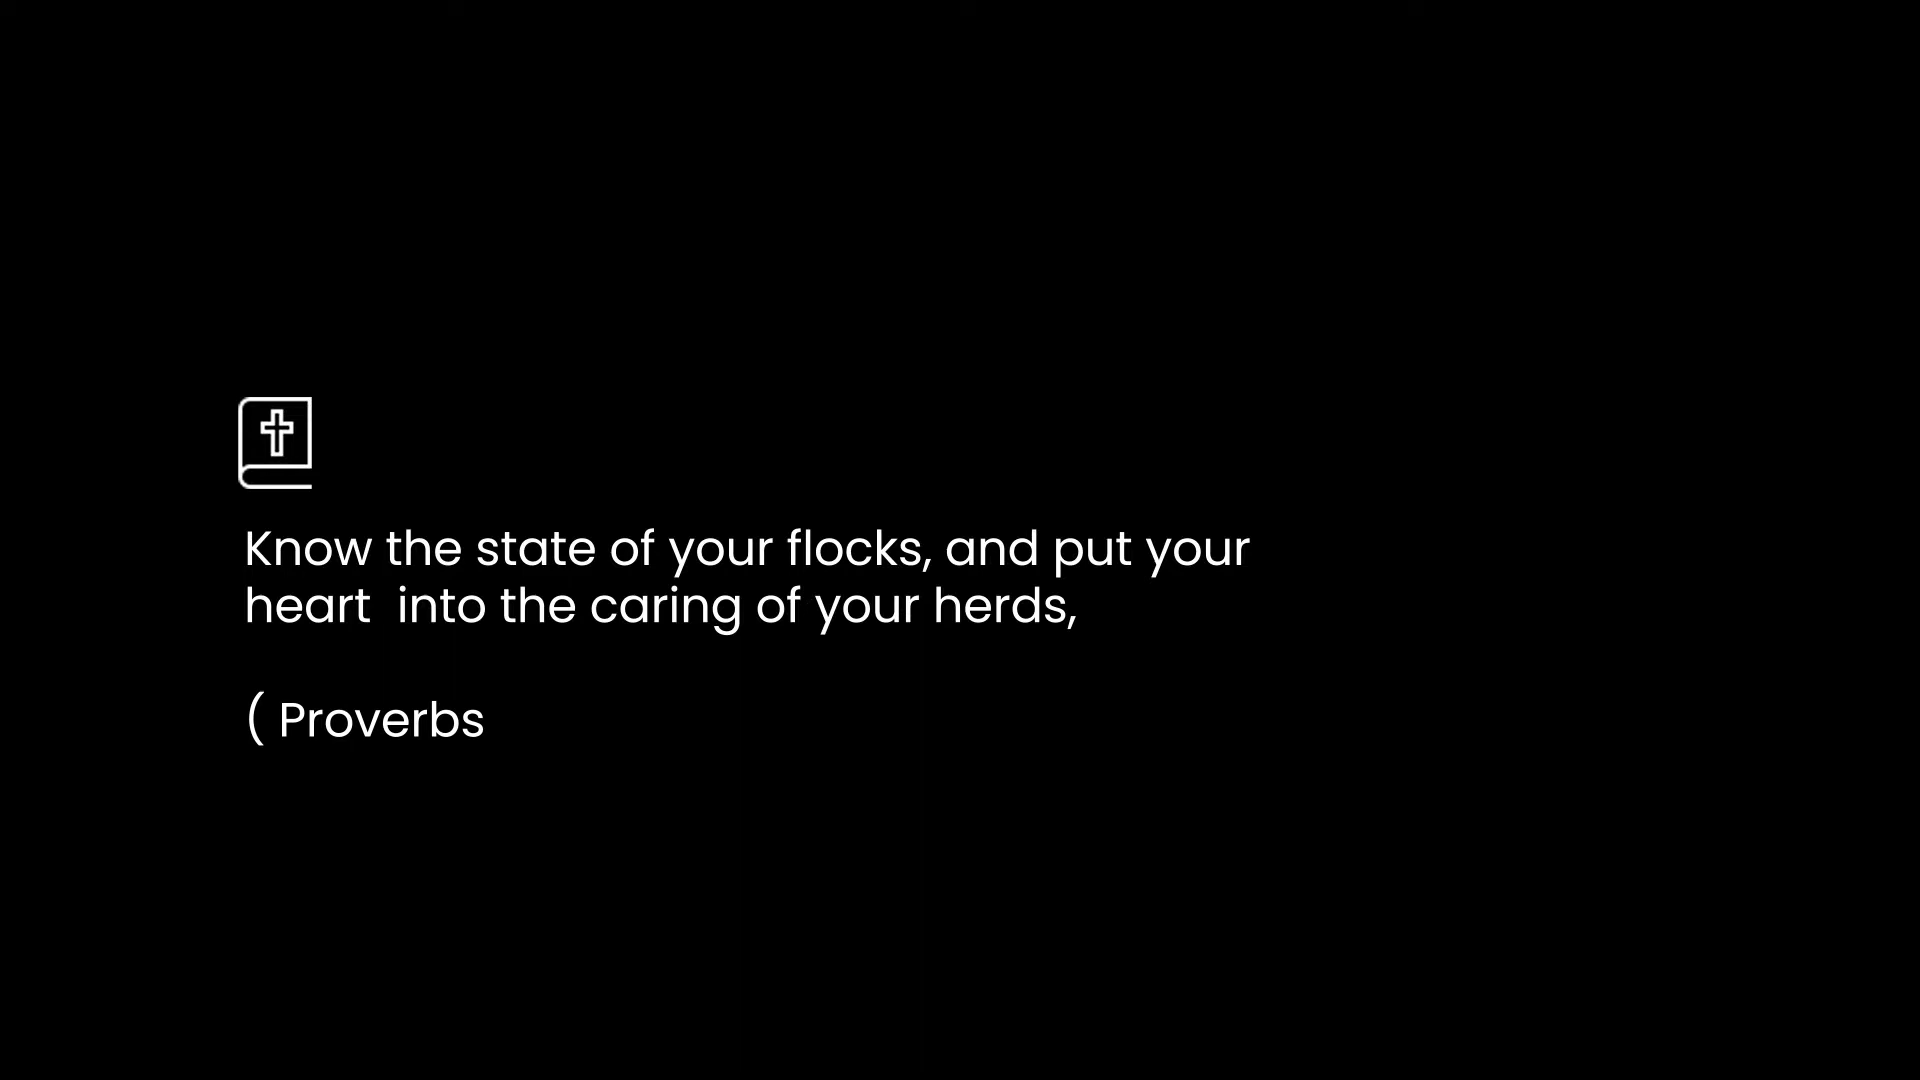 Know the state of your flocks, and put your
heart  into the caring of your herds,
( Proverbs